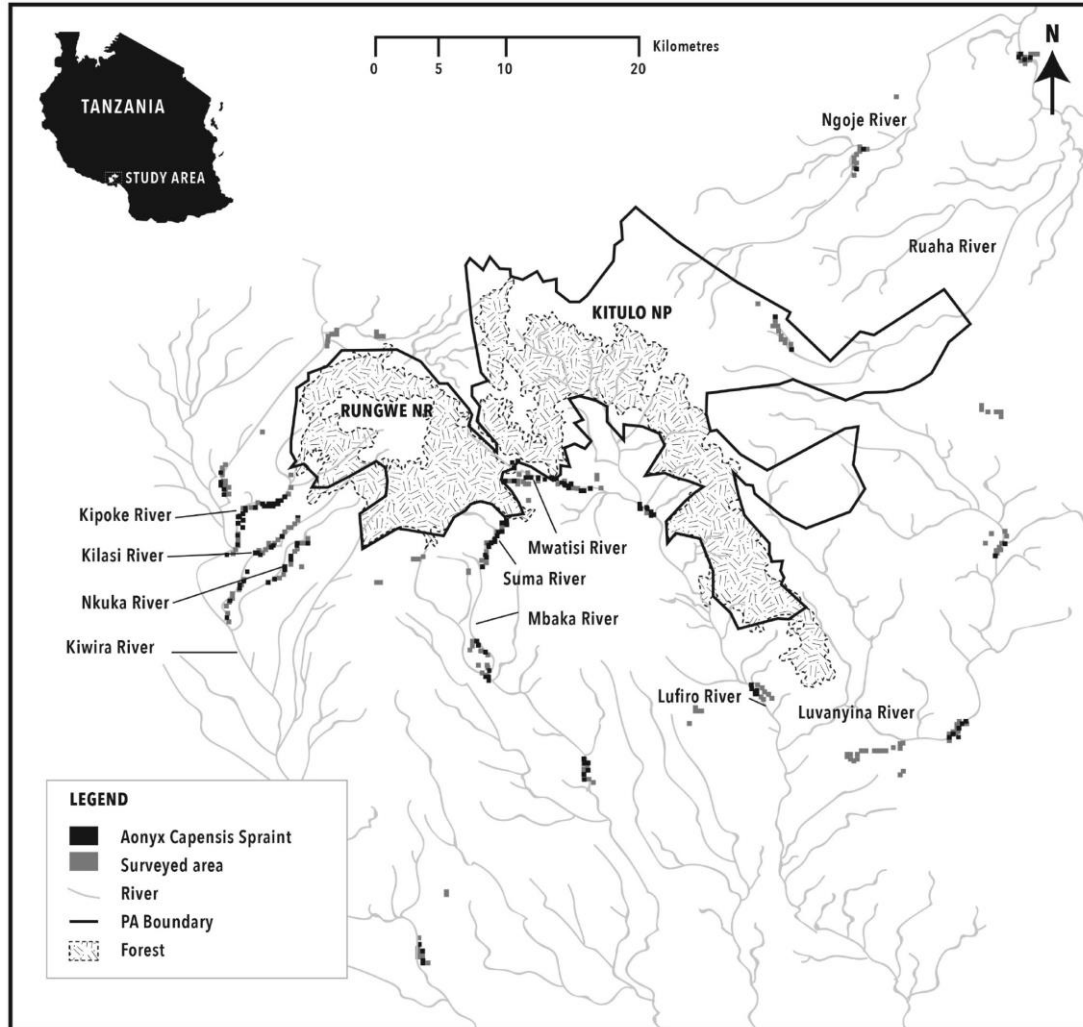 TANZANIA
STUDY AREA
Kilometres
0 5 10 20
N
Ngoje River
Ruaha River
KITULO NP
RUNGWE NR
Kipoke River
Kilasi River
Nkuka River
Kiwira River
Mwatisi River
Suma River
Mbaka River
Lufiro River
Luvanyina River
LEGEND
Aonyx Capensis Spraint
Surveyed area
River
PA Boundary
Forest